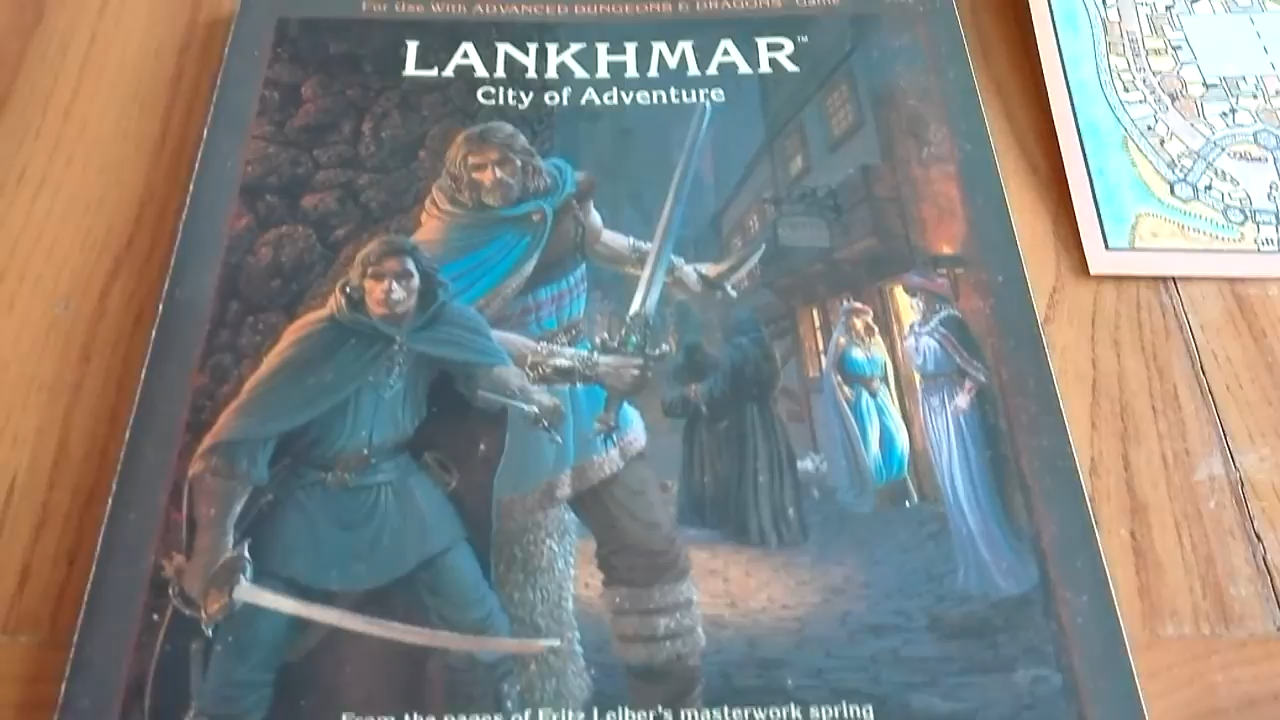 For Use With ADVANCED DUNGEONS & DRAGONS® Game
LANKHMAR™
City of Adventure
From the pages of Fritz Leiber's masterwork spring